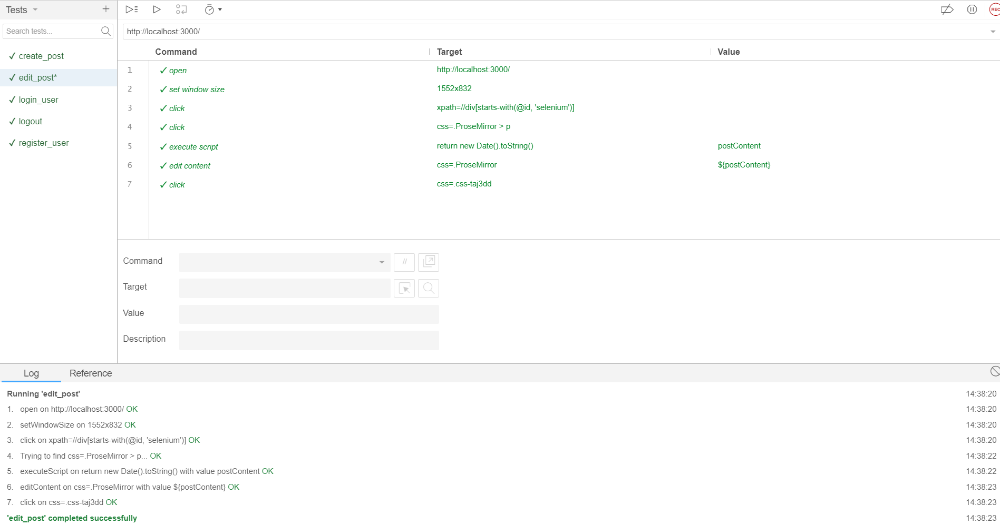 Tests
Search tests...
✓ create_post
✓ edit_post*
✓ login_user
✓ logout
✓ register_user
REC
http://localhost:3000/
Command Target Value
1 ✓ open http://localhost:3000/
2 ✓ set window size 1552x832
3 ✓ click xpath=//div[starts-with(@id, 'selenium')]
4 ✓ click css=.ProseMirror > p
5 ✓ execute script return new Date().toString() postContent
6 ✓ edit content css=.ProseMirror ${postContent}
7 ✓ click css=.css-taj3dd
Command //
Target
Value
Description
Log Reference
Running 'edit_post' 14:38:20
1. open on http://localhost:3000/ OK 14:38:20
2. setWindowSize on 1552x832 OK 14:38:20
3. click on xpath=//div[starts-with(@id, 'selenium')] OK 14:38:20
4. Trying to find css=.ProseMirror > p... OK 14:38:22
5. executeScript on return new Date().toString() with value postContent OK 14:38:22
6. editContent on css=.ProseMirror with value ${postContent} OK 14:38:23
7. click on css=.css-taj3dd OK 14:38:23
'edit_post' completed successfully 14:38:23